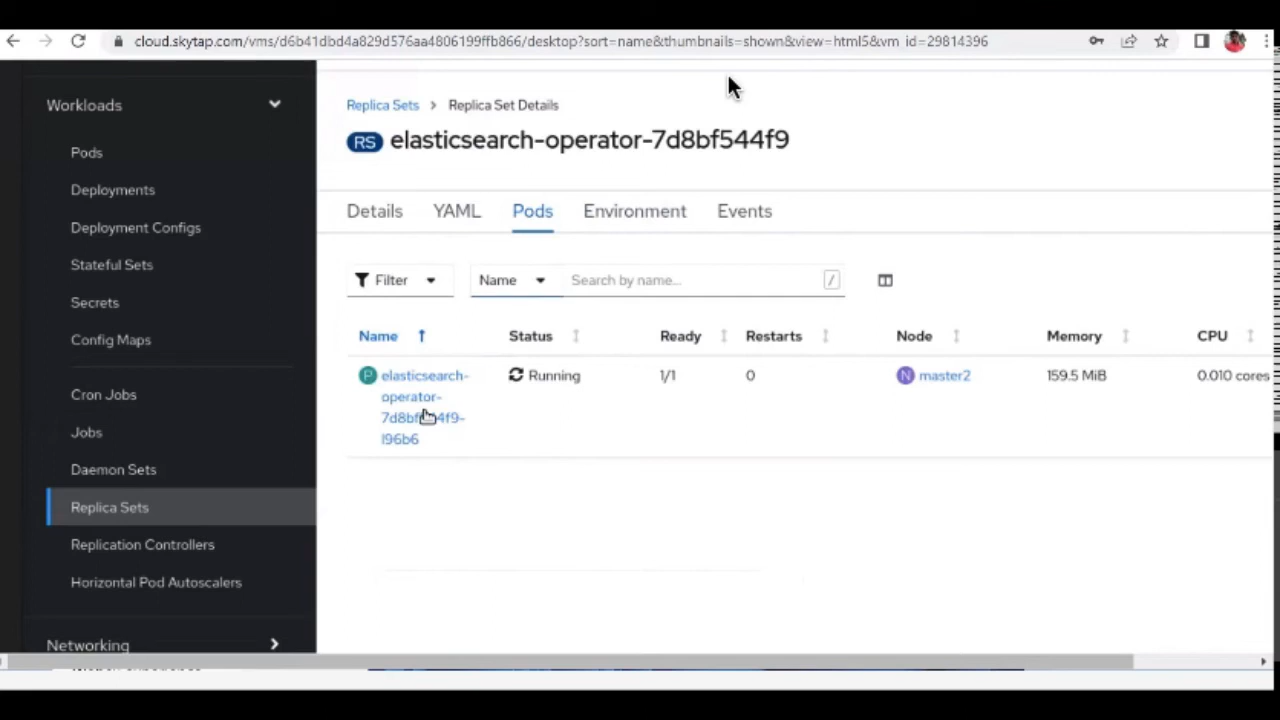 cloud.skytap.com/vms/d6b41dbd4a829d576aa4806199ffb866/desktop?sort=name&thumbnails=shown&view=html5&vm_id=29814396
Workloads
Pods
Deployments
Deployment Configs
Stateful Sets
Secrets
Config Maps
Cron Jobs
Jobs
Daemon Sets
Replica Sets
Replication Controllers
Horizontal Pod Autoscalers
Networking
Replica Sets > Replica Set Details
RS elasticsearch-operator-7d8bf544f9
Details YAML Pods Environment Events
Filter Name Search by name... /
Name Status Ready Restarts Node Memory CPU
P elasticsearch- Running 1/1 0 N master2 159.5 MiB 0.010 cores
operator-
7d8bf544f9-
l96b6